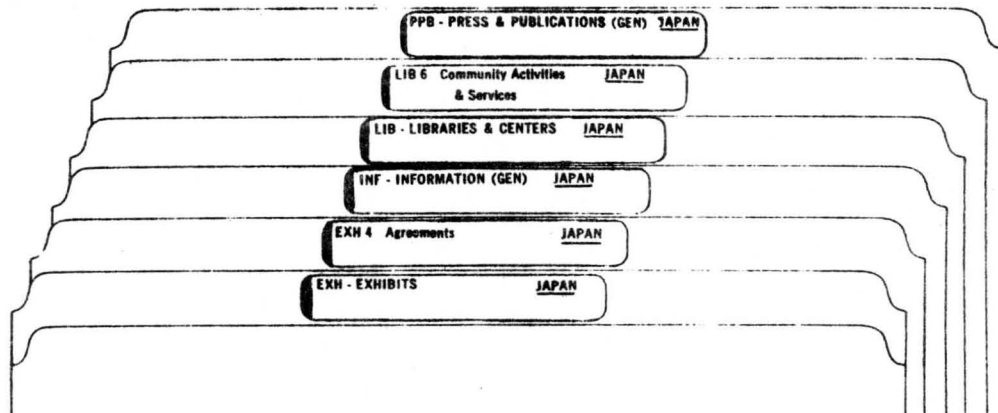 PPB - PRESS & PUBLICATIONS (GEN) JAPAN
LIB 6 Community Activities JAPAN
& Services
LIB - LIBRARIES & CENTERS JAPAN
INF - INFORMATION (GEN) JAPAN
EXH 4 Agreements JAPAN
EXH - EXHIBITS JAPAN